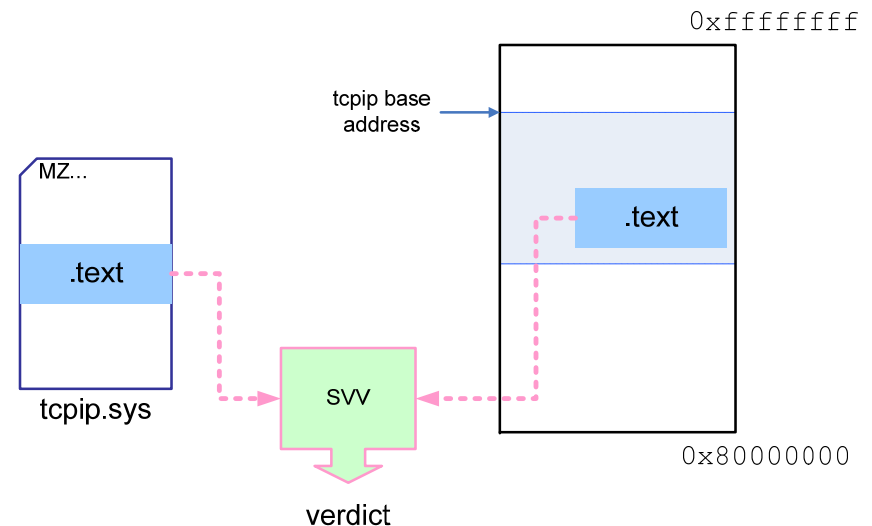 0xffffffff
tcpip base
address
MZ...
.text
.text
SVV
tcpip.sys
0x80000000
verdict